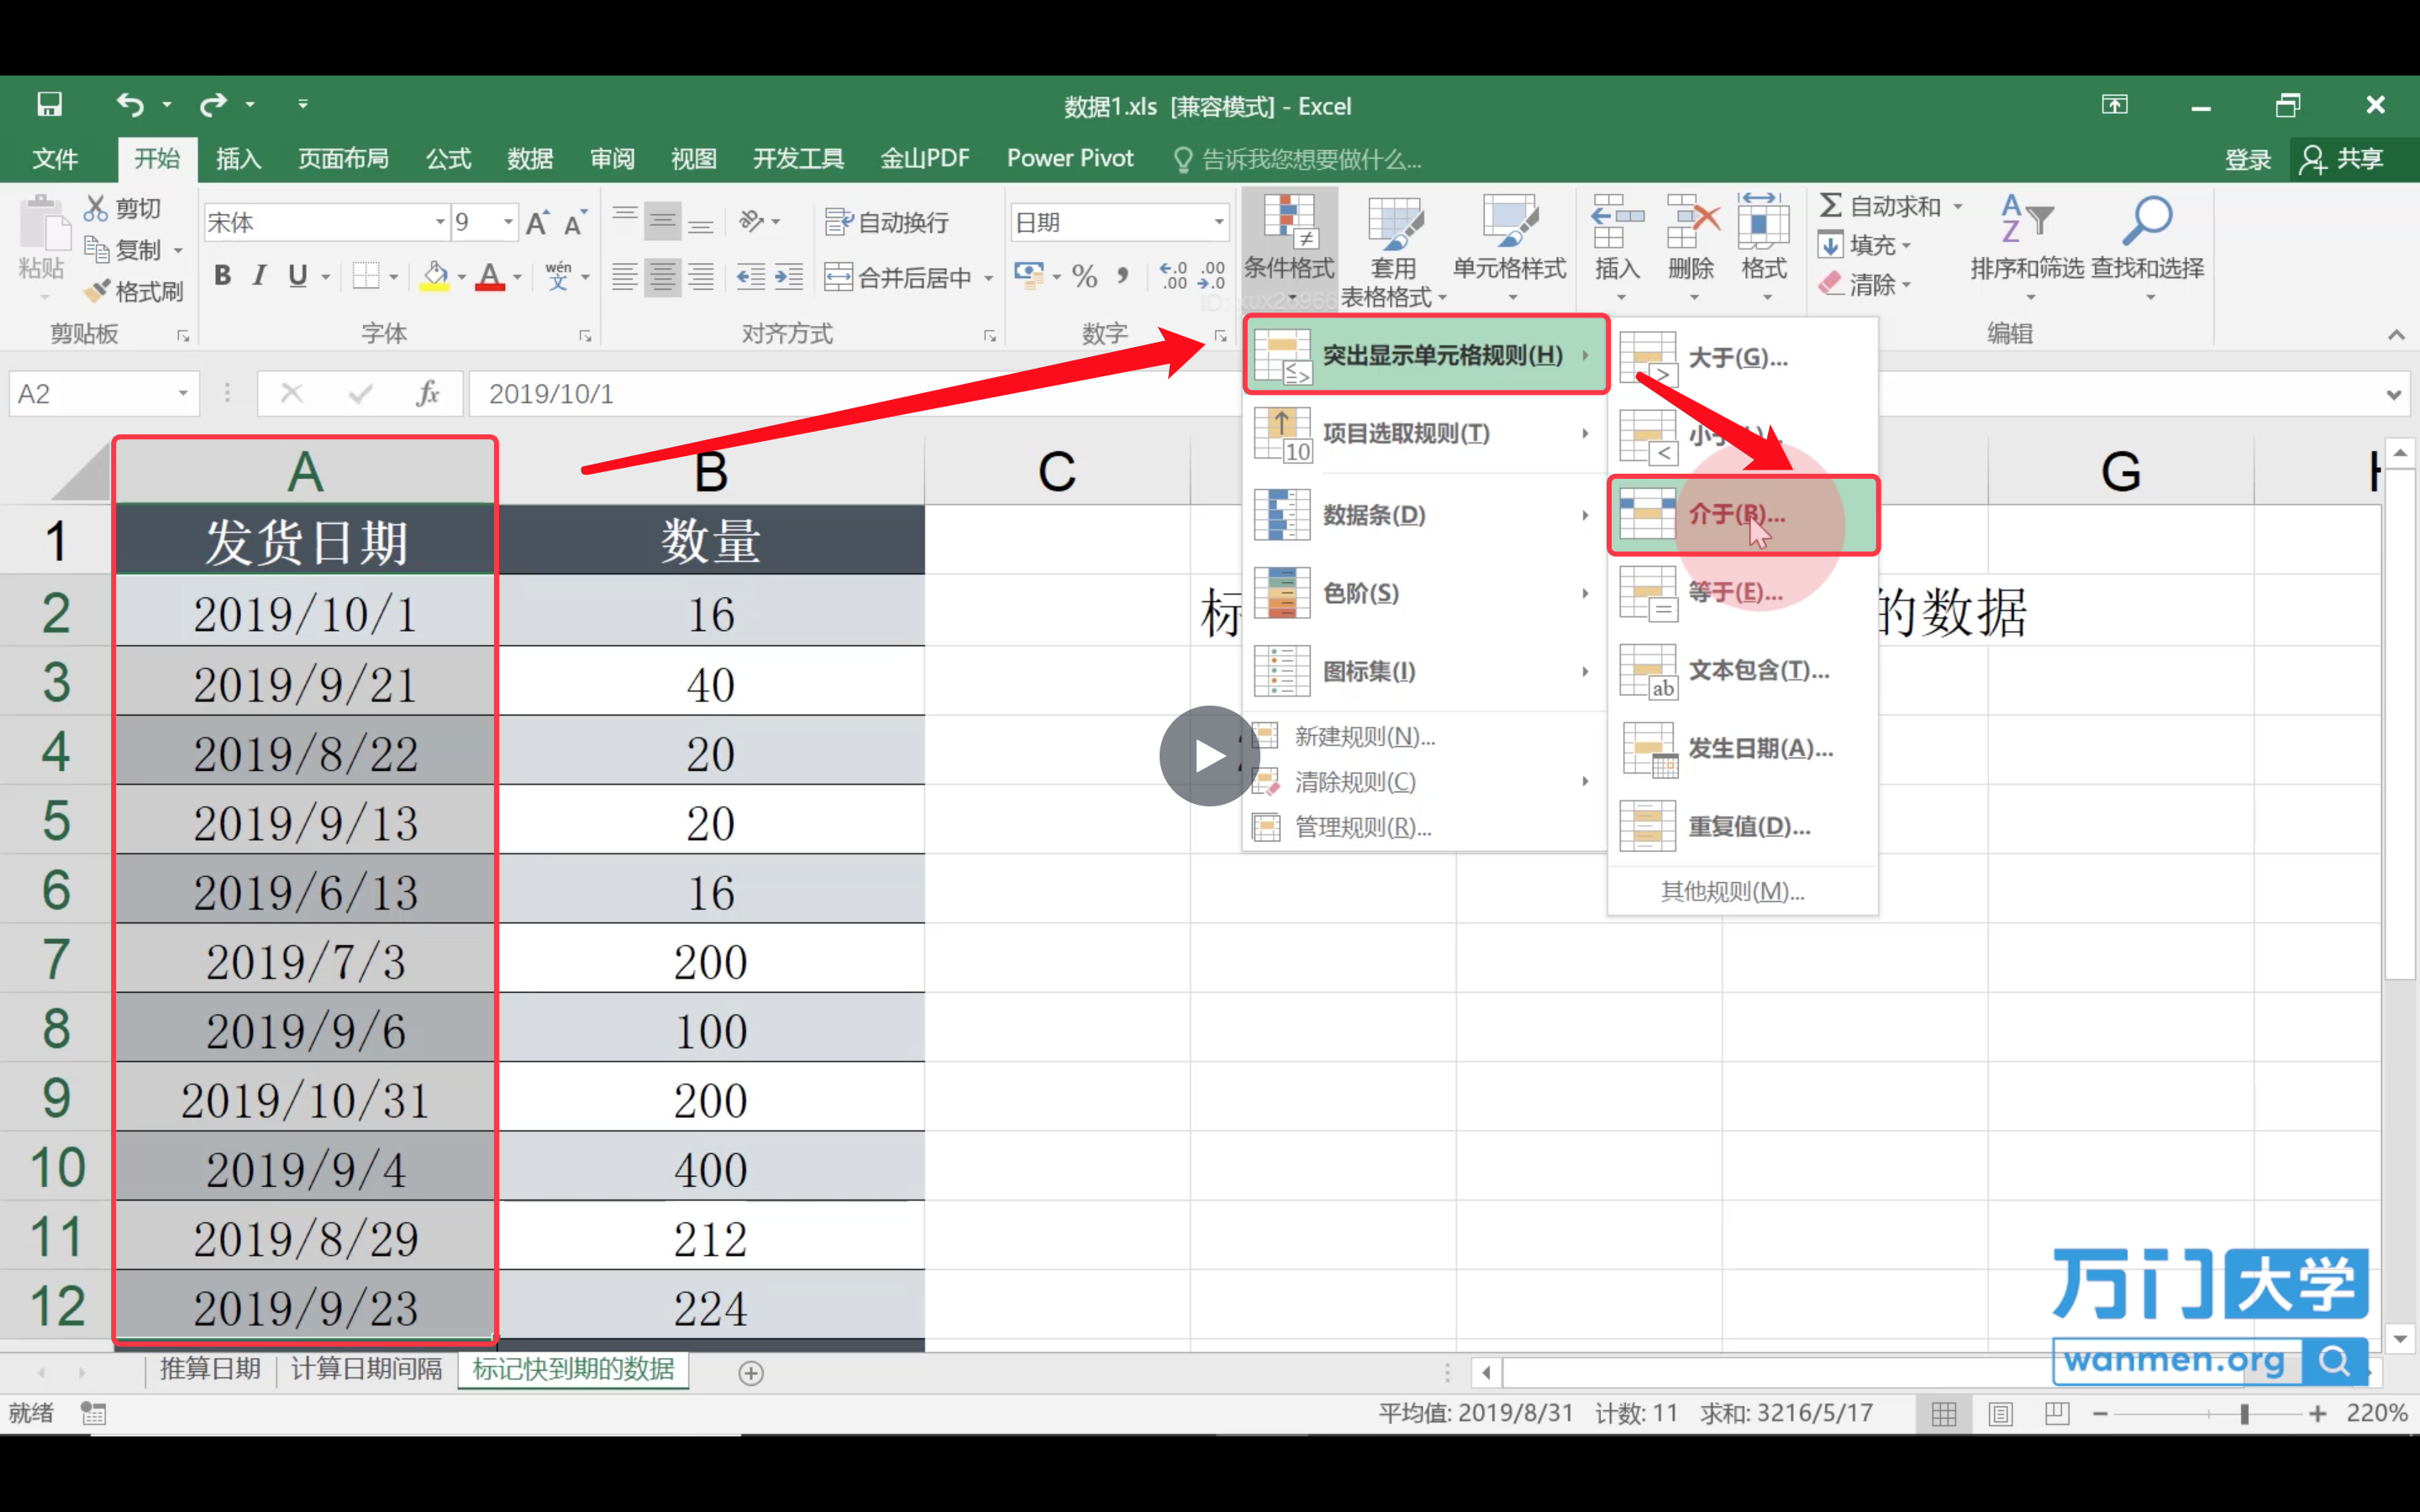 数据1.xls [兼容模式] - Excel
文件 开始 插入 页面布局 公式 数据 审阅 视图 开发工具 金山PDF Power Pivot 告诉我您想要做什么... 登录 共享
粘贴 剪切 复制 格式刷 剪贴板
宋体 9 A A
B I U A wén 文
字体
自动换行
合并后居中
对齐方式
日期
% , ←.0 .00 .00 →.0
数字
条件格式 套用 表格格式 单元格样式
插入 删除 格式
Σ 自动求和
填充
清除
A Z 排序和筛选 查找和选择
编辑
A2 fx 2019/10/1
突出显示单元格规则(H)
项目选取规则(T)
10
数据条(D)
色阶(S)
图标集(I)
新建规则(N)...
清除规则(C)
管理规则(R)...
大于(G)...
介于(B)...
等于(E)...
文本包含(T)...
ab
发生日期(A)...
重复值(D)...
其他规则(M)...
A B C G
1 发货日期 数量
2 2019/10/1 16 标 的数据
3 2019/9/21 40
4 2019/8/22 20
5 2019/9/13 20
6 2019/6/13 16
7 2019/7/3 200
8 2019/9/6 100
9 2019/10/31 200
10 2019/9/4 400
11 2019/8/29 212
12 2019/9/23 224
万门大学
wanmen.org
推算日期 计算日期间隔 标记快到期的数据
就绪 平均值: 2019/8/31 计数: 11 求和: 3216/5/17 220%